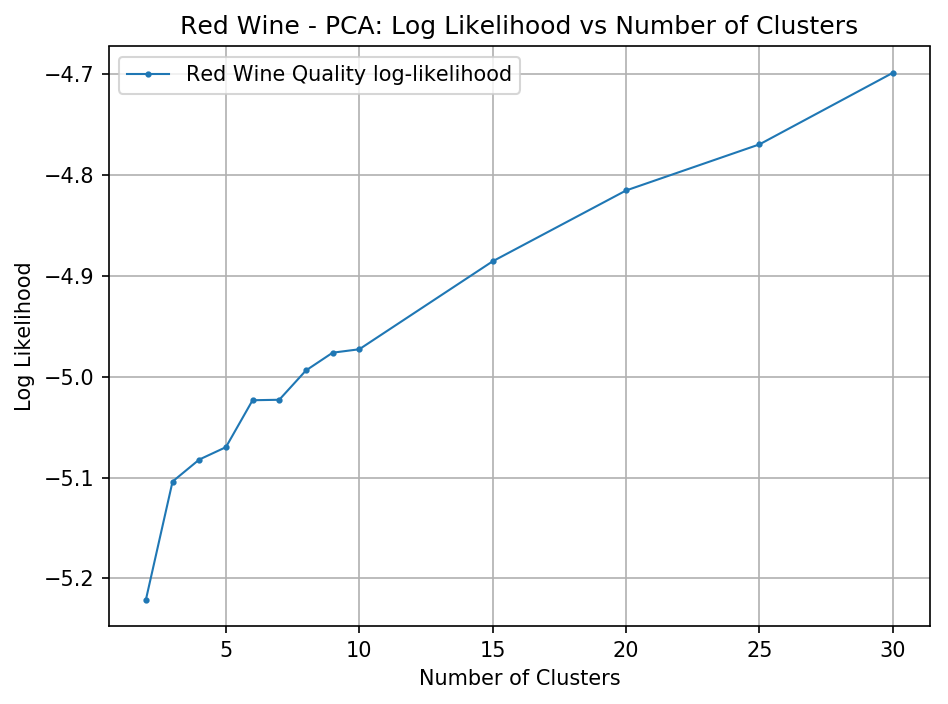 Red Wine - PCA: Log Likelihood vs Number of Clusters
Red Wine Quality log-likelihood
−4.7
−4.8
−4.9
−5.0
−5.1
−5.2
Log Likelihood
5 10 15 20 25 30
Number of Clusters